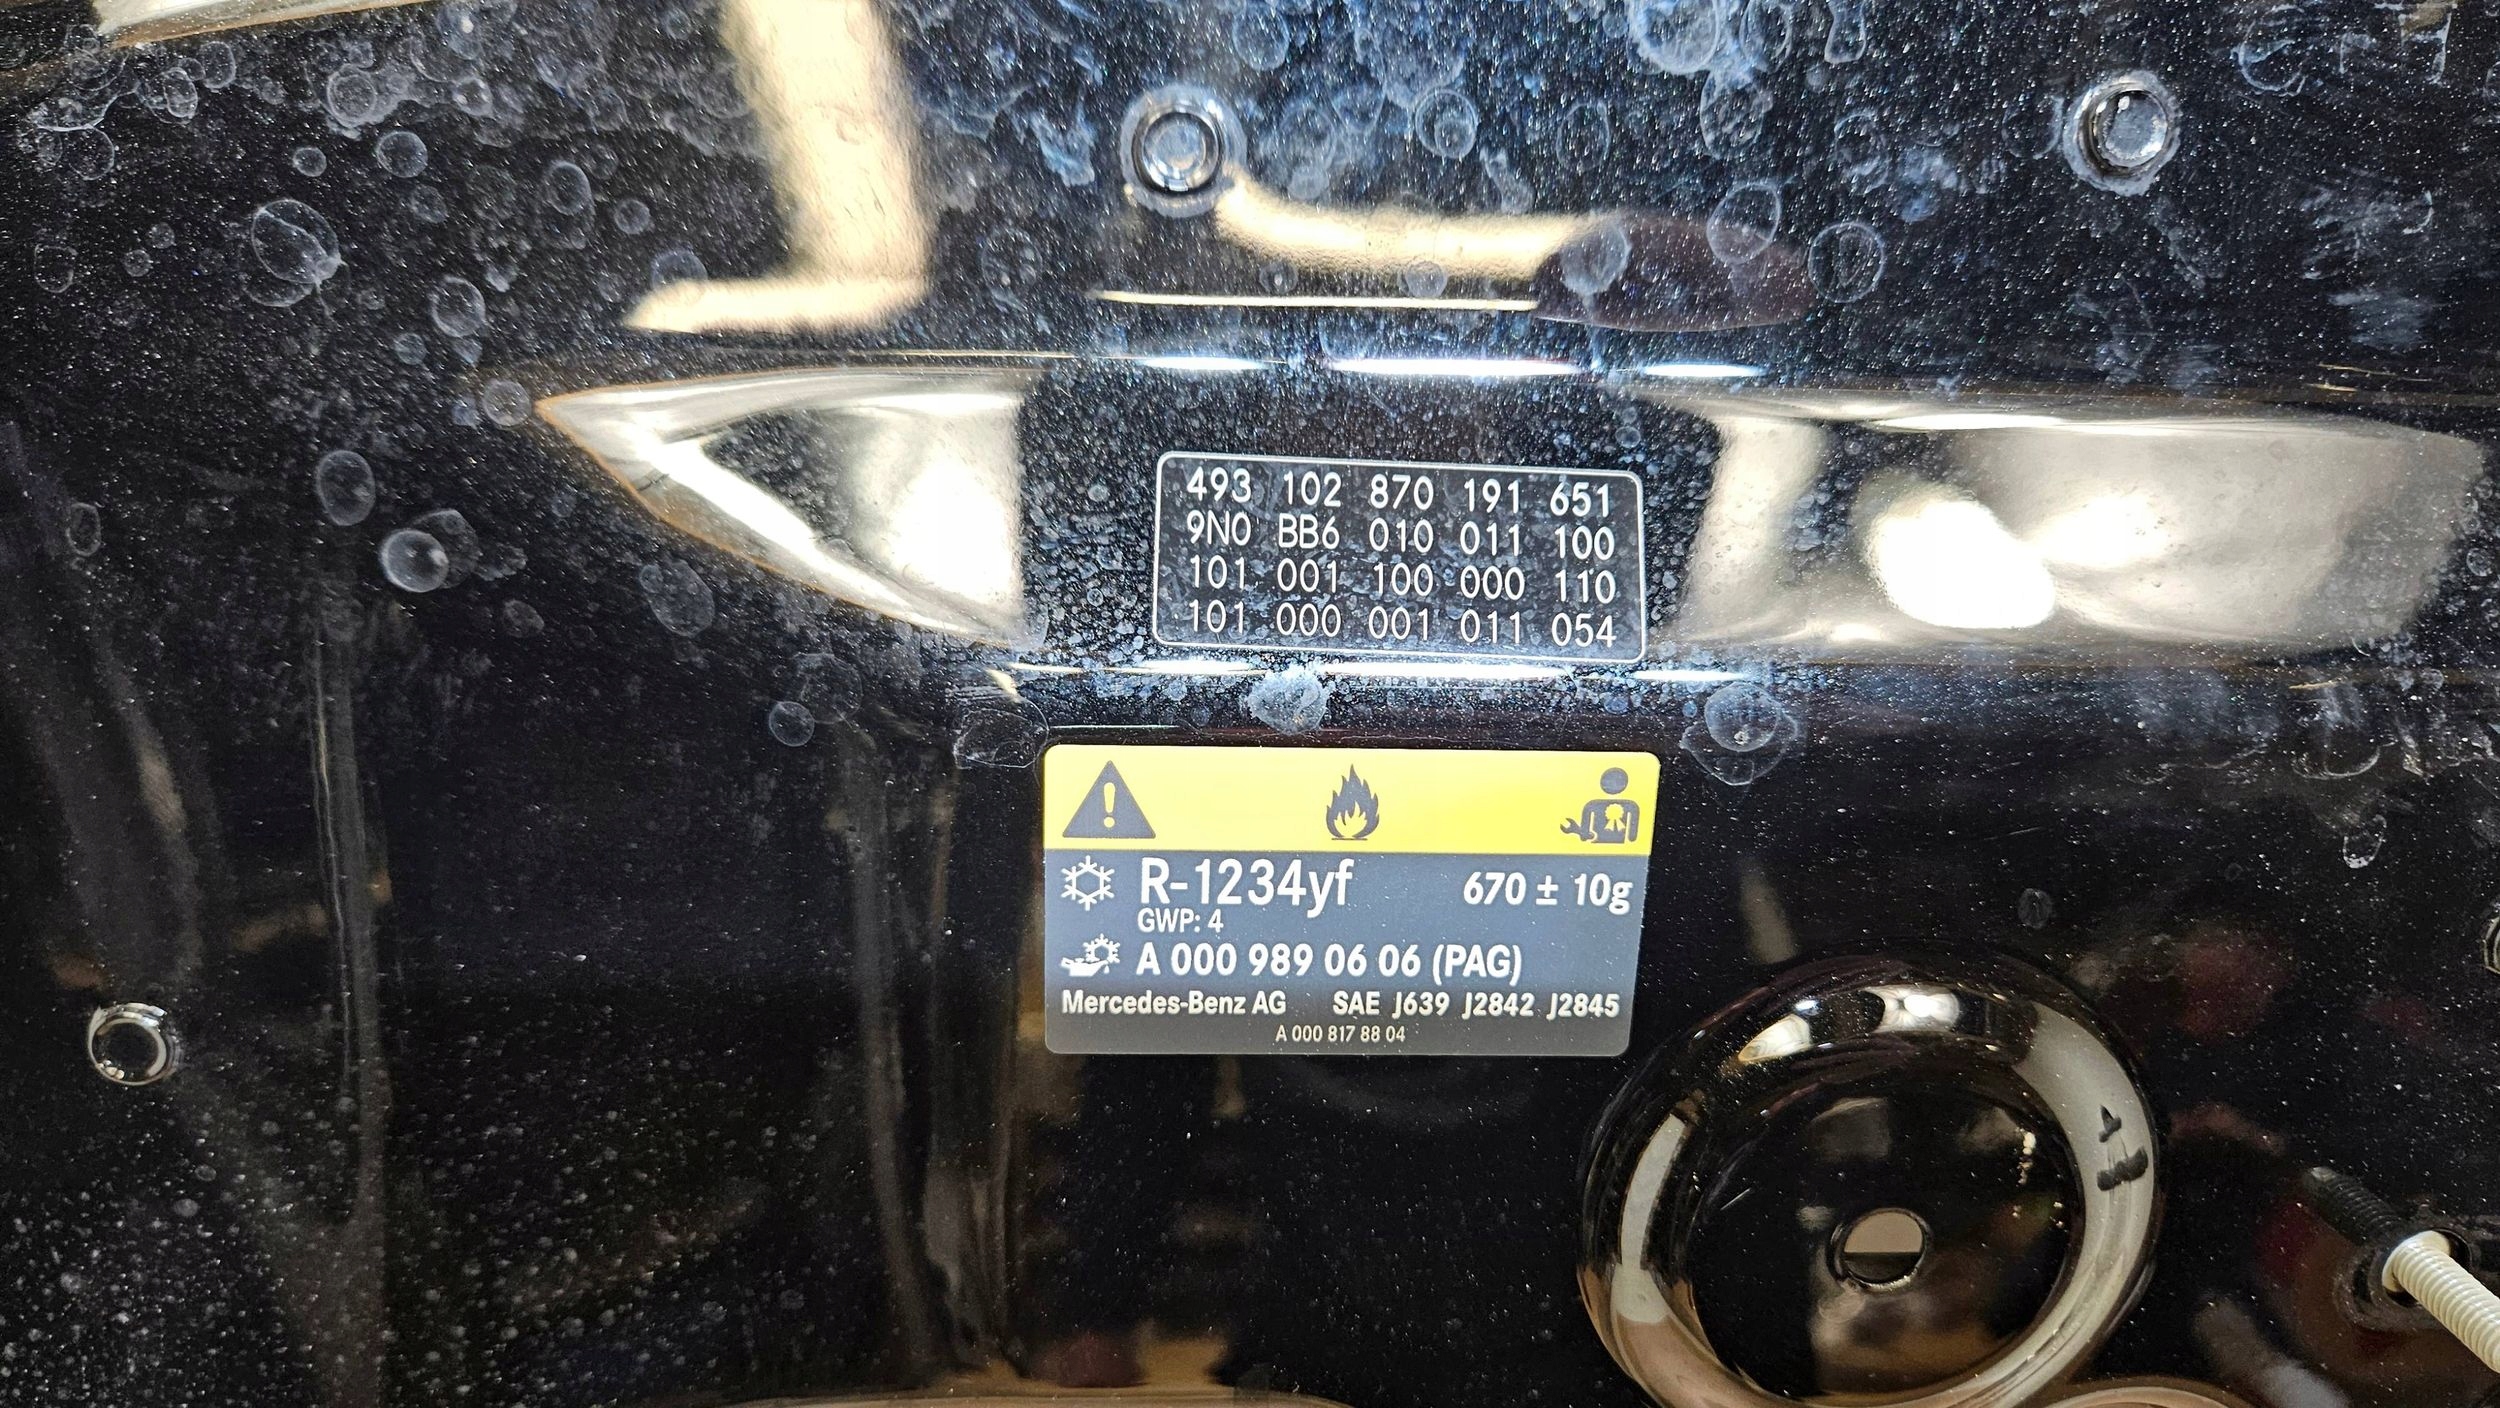 493 102 870 191 651
9N0 BB6 010 011 100
101 001 100 000 110
101 000 001 011 054
R-1234yf 670 ± 10g
GWP: 4
A 000 989 06 06 (PAG)
Mercedes-Benz AG SAE J639 J2842 J2845
A 000 817 88 04